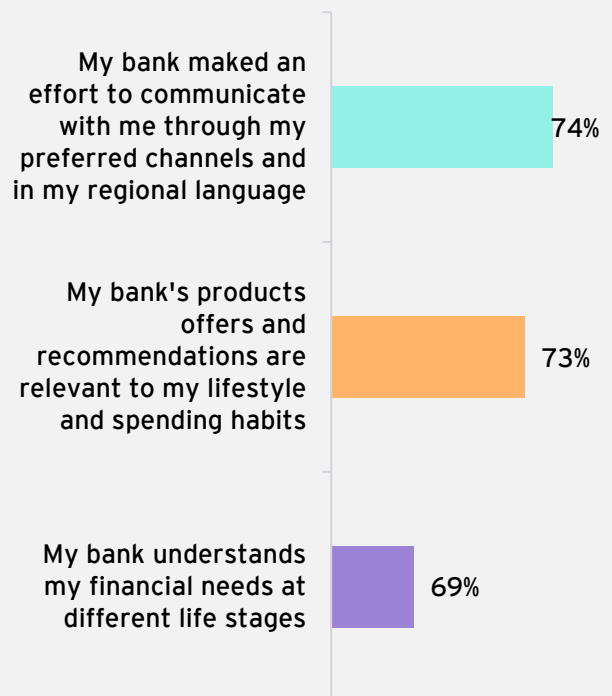 My bank maked an
effort to communicate
with me through my
preferred channels and
in my regional language
74%
My bank's products
offers and
recommendations are
relevant to my lifestyle
and spending habits
73%
My bank understands
my financial needs at
different life stages
69%